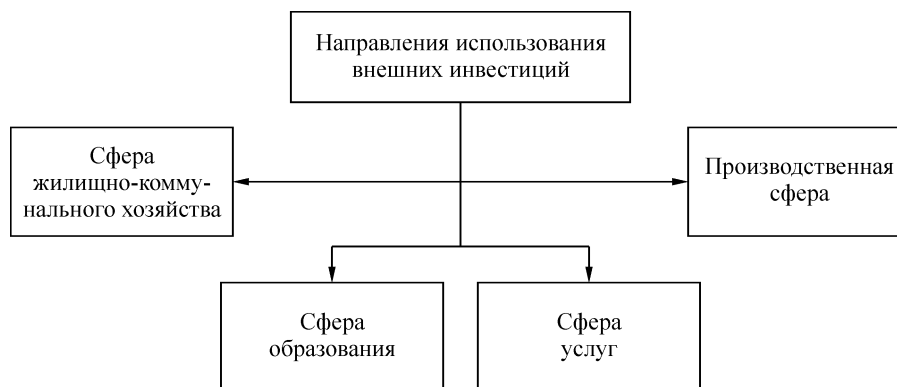 Направления использования
внешних инвестиций
Сфера
жилищно-комму-
нального хозяйства
Производственная
сфера
Сфера
образования
Сфера
услуг